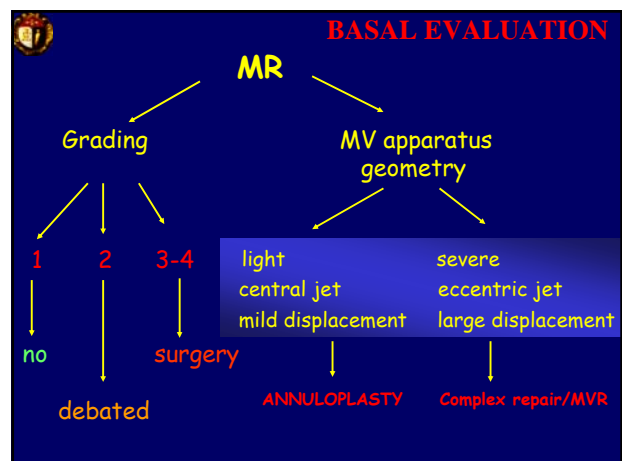 BASAL EVALUATION
MR
Grading
MV apparatus
geometry
1 2 3-4
light severe
central jet eccentric jet
mild displacement large displacement
no surgery
debated
ANNULOPLASTY Complex repair/MVR